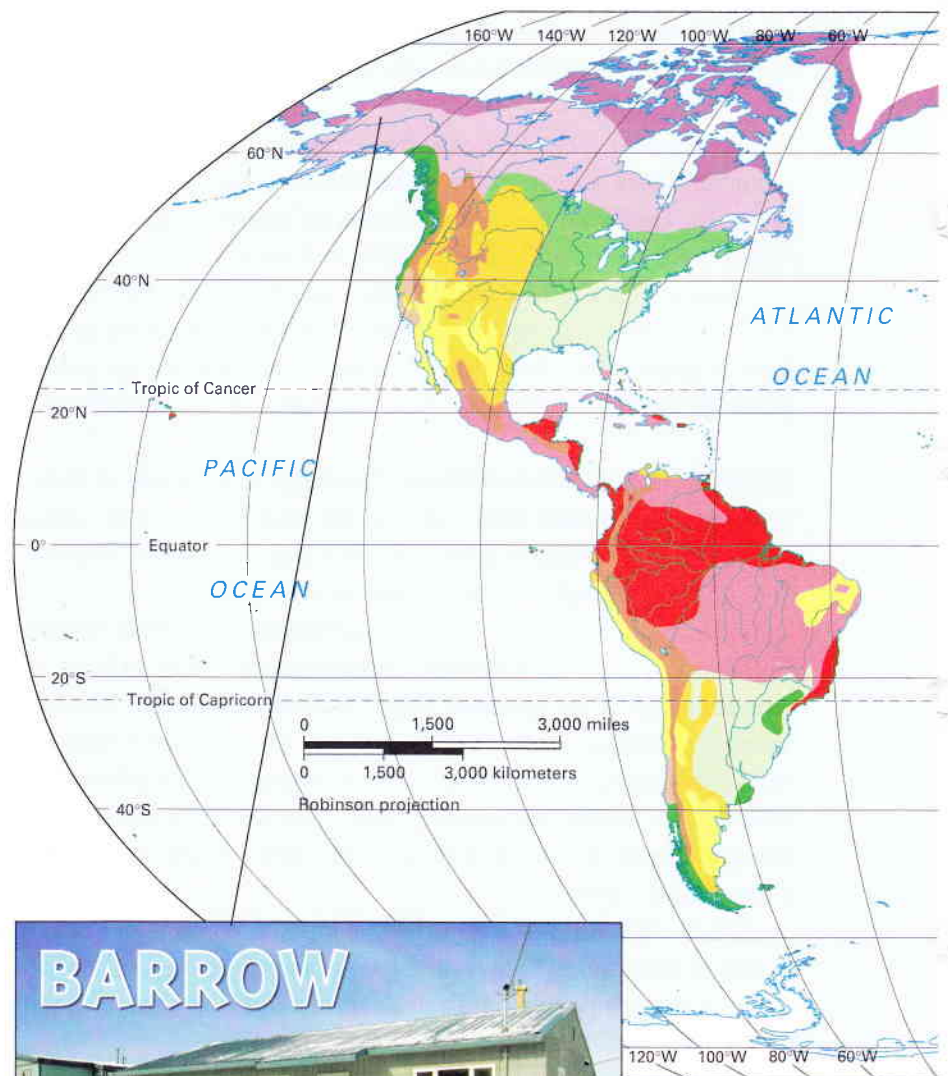 160°W 140°W 120°W 100°W 80°W 60°W
60°N
40°N
ATLANTIC
OCEAN
Tropic of Cancer
20°N
PACIFIC
0° Equator
OCEAN
20°S
Tropic of Capricorn
0 1,500 3,000 miles
0 1,500 3,000 kilometers
Robinson projection
40°S
BARROW
120°W 100°W 80°W 60°W